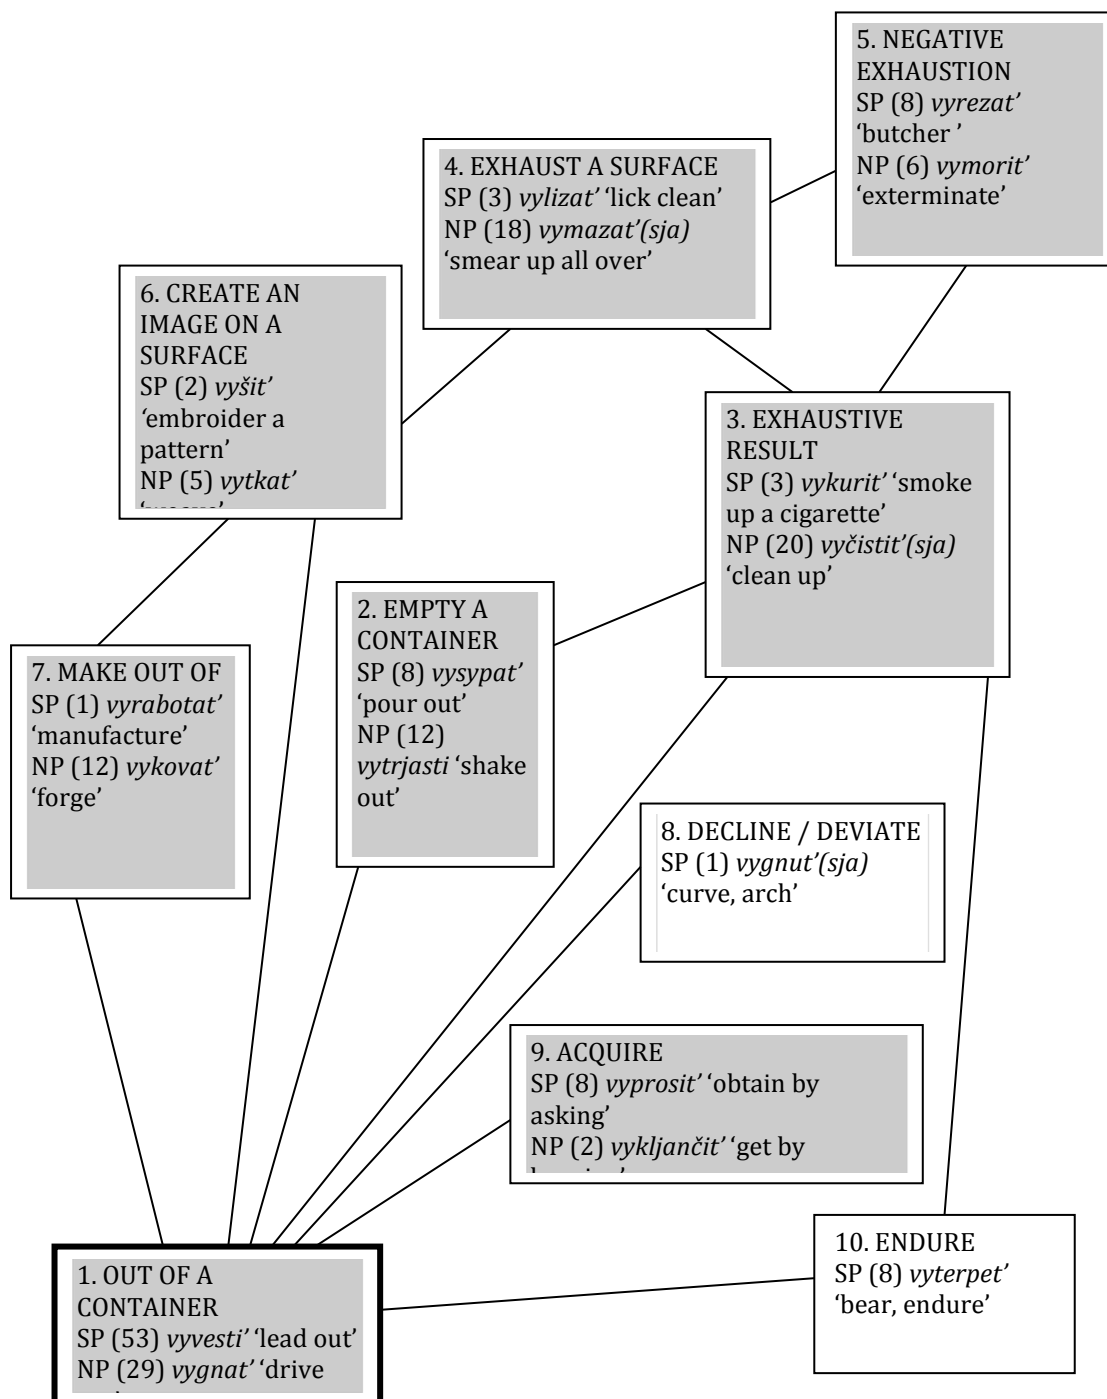 5. NEGATIVE
EXHAUSTION
SP (8) vyrezat’
‘butcher ’
NP (6) vymorit’
‘exterminate’
4. EXHAUST A SURFACE
SP (3) vylizat’ ‘lick clean’
NP (18) vymazat’(sja)
‘smear up all over’
6. CREATE AN
IMAGE ON A
SURFACE
SP (2) vyšit’
‘embroider a
pattern’
NP (5) vytkat’
3. EXHAUSTIVE
RESULT
SP (3) vykurit’ ‘smoke
up a cigarette’
NP (20) vyčistit’(sja)
‘clean up’
2. EMPTY A
CONTAINER
SP (8) vysypat’
‘pour out’
NP (12)
vytrjasti ‘shake
out’
7. MAKE OUT OF
SP (1) vyrabotat’
‘manufacture’
NP (12) vykovat’
‘forge’
8. DECLINE / DEVIATE
SP (1) vygnut’(sja)
‘curve, arch’
9. ACQUIRE
SP (8) vyprosit’ ‘obtain by
asking’
NP (2) vykljančit’ ‘get by
10. ENDURE
SP (8) vyterpet’
‘bear, endure’
1. OUT OF A
CONTAINER
SP (53) vyvesti’ ‘lead out’
NP (29) vygnat’ ‘drive